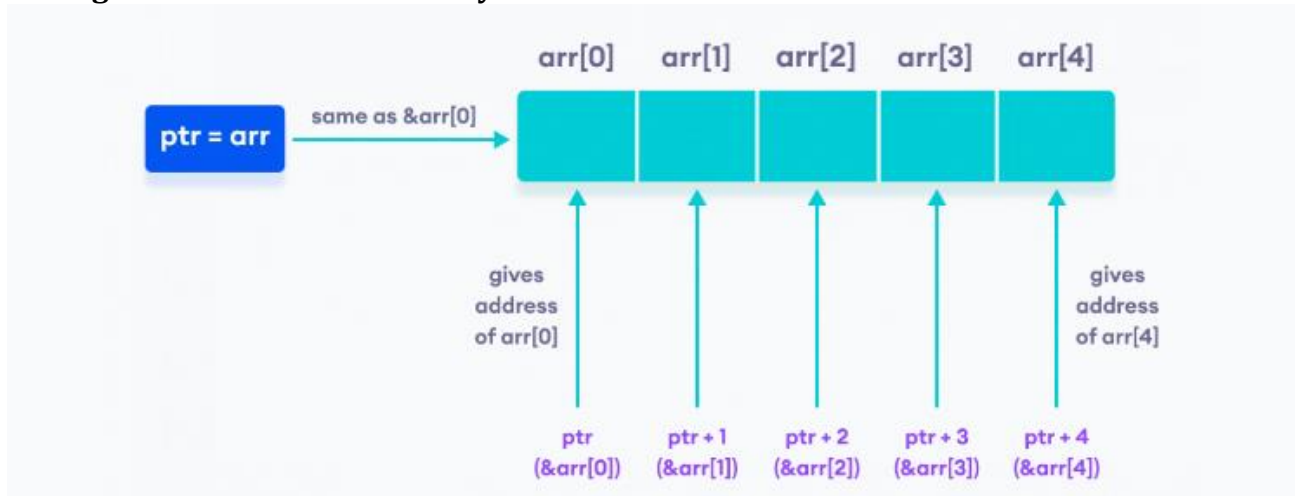 arr[0] arr[1] arr[2] arr[3] arr[4]
ptr = arr
same as &arr[0]
gives
address
of arr[0]
gives
address
of arr[4]
ptr ptr + 1 ptr + 2 ptr + 3 ptr + 4
(&arr[0]) (&arr[1]) (&arr[2]) (&arr[3]) (&arr[4])